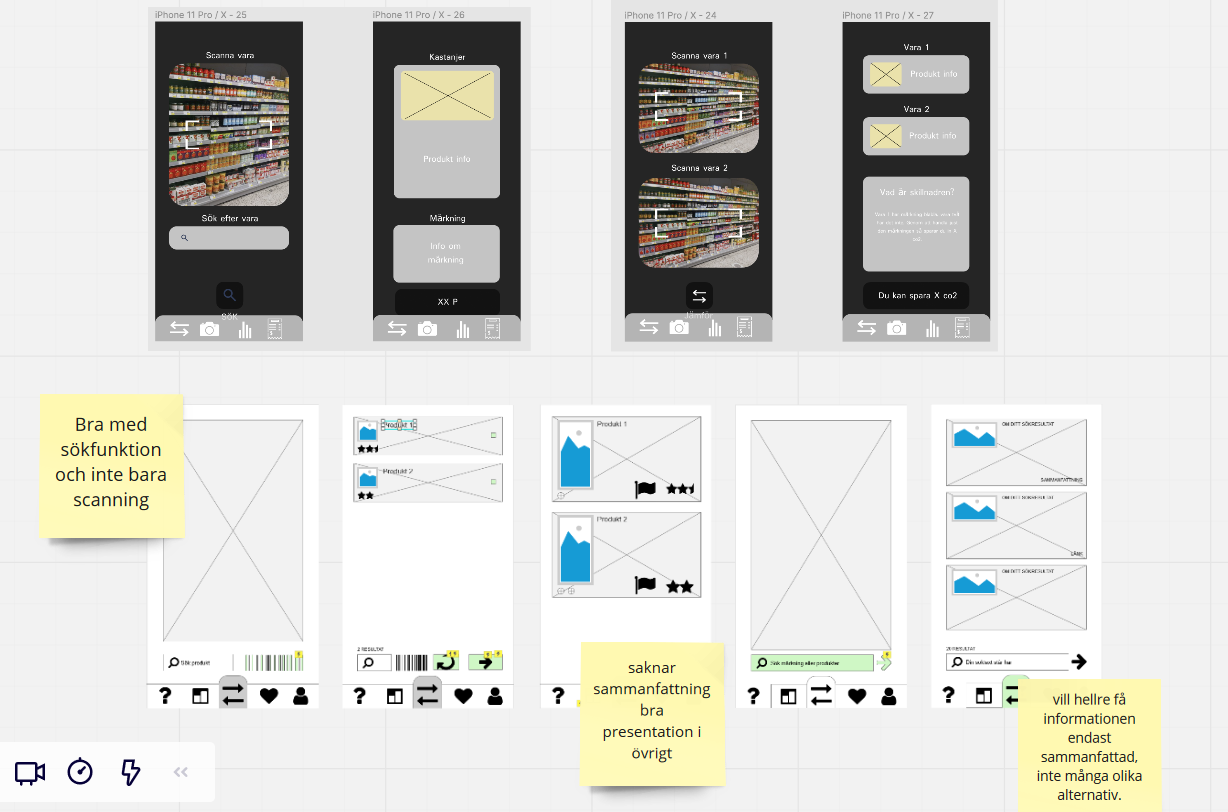 iPhone 11 Pro / X - 25
Scanna vara
Sök efter vara
SöK
iPhone 11 Pro / X - 26
Kastanjer
Produkt info
Märkning
Info om
märkning
XX P
iPhone 11 Pro / X - 24
Scanna vara 1
Scanna vara 2
Jämför
iPhone 11 Pro / X - 27
Vara 1
Produkt info
Vara 2
Produkt info
Vad är skillnaden?
Du kan spara X co2
Bra med
sökfunktion
och inte bara
scanning
Sök produkt
Produkt 1
Produkt 2
2 RESULTAT
Produkt 1
Produkt 2
saknar
sammanfattning
bra
presentation i
övrigt
Sök märkning eller produkter
OM DITT SÖKRESULTAT
SAMMANFATTNING
OM DITT SÖKRESULTAT
LÄNK
OM DITT SÖKRESULTAT
Din sökord står här
vill hellre få
informationen
endast
sammanfattad,
inte många olika
alternativ.